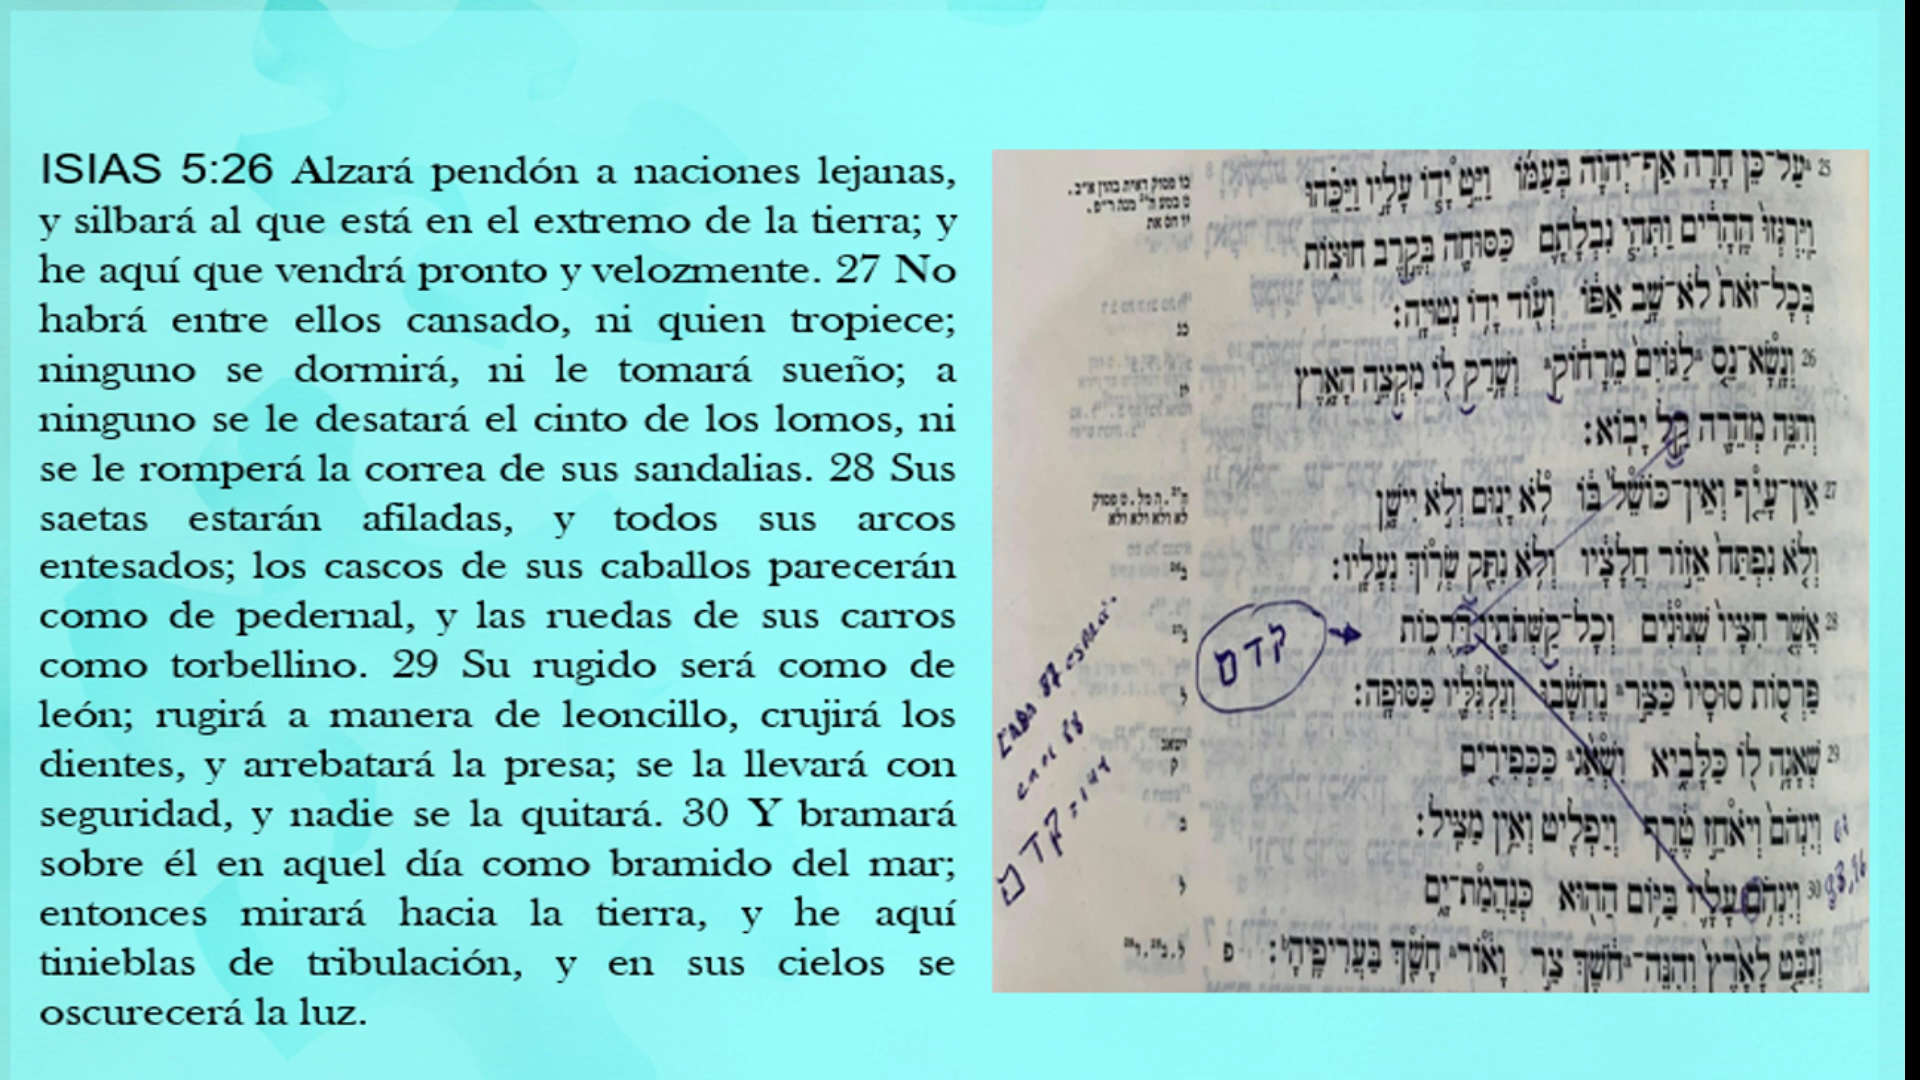 ISIAS 5:26 Alzará pendón a naciones lejanas,
y silbará al que está en el extremo de la tierra; y
he aquí que vendrá pronto y velozmente. 27 No
habrá entre ellos cansado, ni quien tropiece;
ninguno se dormirá, ni le tomará sueño; a
ninguno se le desatará el cinto de los lomos, ni
se le romperá la correa de sus sandalias. 28 Sus
saetas estarán afiladas, y todos sus arcos
entesados; los cascos de sus caballos parecerán
como de pedernal, y las ruedas de sus carros
como torbellino. 29 Su rugido será como de
león; rugirá a manera de leoncillo, crujirá los
dientes, y arrebatará la presa; se la llevará con
seguridad, y nadie se la quitará. 30 Y bramará
sobre él en aquel día como bramido del mar;
entonces mirará hacia la tierra, y he aquí
tinieblas de tribulación, y en sus cielos se
oscurecerá la luz.
25 עַל־כֵּן חָרָה אַף־יְהוָה בְּעַמּוֹ וַיֵּט יָדוֹ עָלָיו וַיַּכֵּהוּ
וַיִּרְגְּזוּ הֶהָרִים וַתְּהִי נִבְלָתָם כַּסּוּחָה בְּקֶרֶב חוּצוֹת
בְּכָל־זֹאת לֹא־שָׁב אַפּוֹ וְעוֹד יָדוֹ נְטוּיָה׃
26 וְנָשָׂא־נֵס לַגּוֹיִם מֵרָחוֹק וְשָׁרַק לוֹ מִקְצֵה הָאָרֶץ
וְהִנֵּה מְהֵרָה קַל יָבוֹא׃
27 אֵין־עָיֵף וְאֵין־כּוֹשֵׁל בּוֹ לֹא יָנוּם וְלֹא יִישָׁן
וְלֹא נִפְתַּח אֵזוֹר חֲלָצָיו וְלֹא נִתַּק שְׂרוֹךְ נְעָלָיו׃
28 אֲשֶׁר חִצָּיו שְׁנוּנִים וְכָל־קַשְּׁתֹתָיו דְּרֻכוֹת
פַּרְסוֹת סוּסָיו כַּצַּר נֶחְשָׁבוּ וְגַלְגִּלָּיו כַּסּוּפָה׃
29 שְׁאָגָה לוֹ כַּלָּבִיא וְשָׁאַג כַּכְּפִירִים
וְיִנְהֹם וְיֹאחֵז טֶרֶף וְיַפְלִיט וְאֵין מַצִּיל׃
30 וְיִנְהֹם עָלָיו בַּיּוֹם הַהוּא כְּנַהֲמַת־יָם
וְנִבַּט לָאָרֶץ וְהִנֵּה־חֹשֶׁךְ צַר וָאוֹר חָשַׁךְ בַּעֲרִיפֶיהָ׃ פ
קדם
קדם = 144